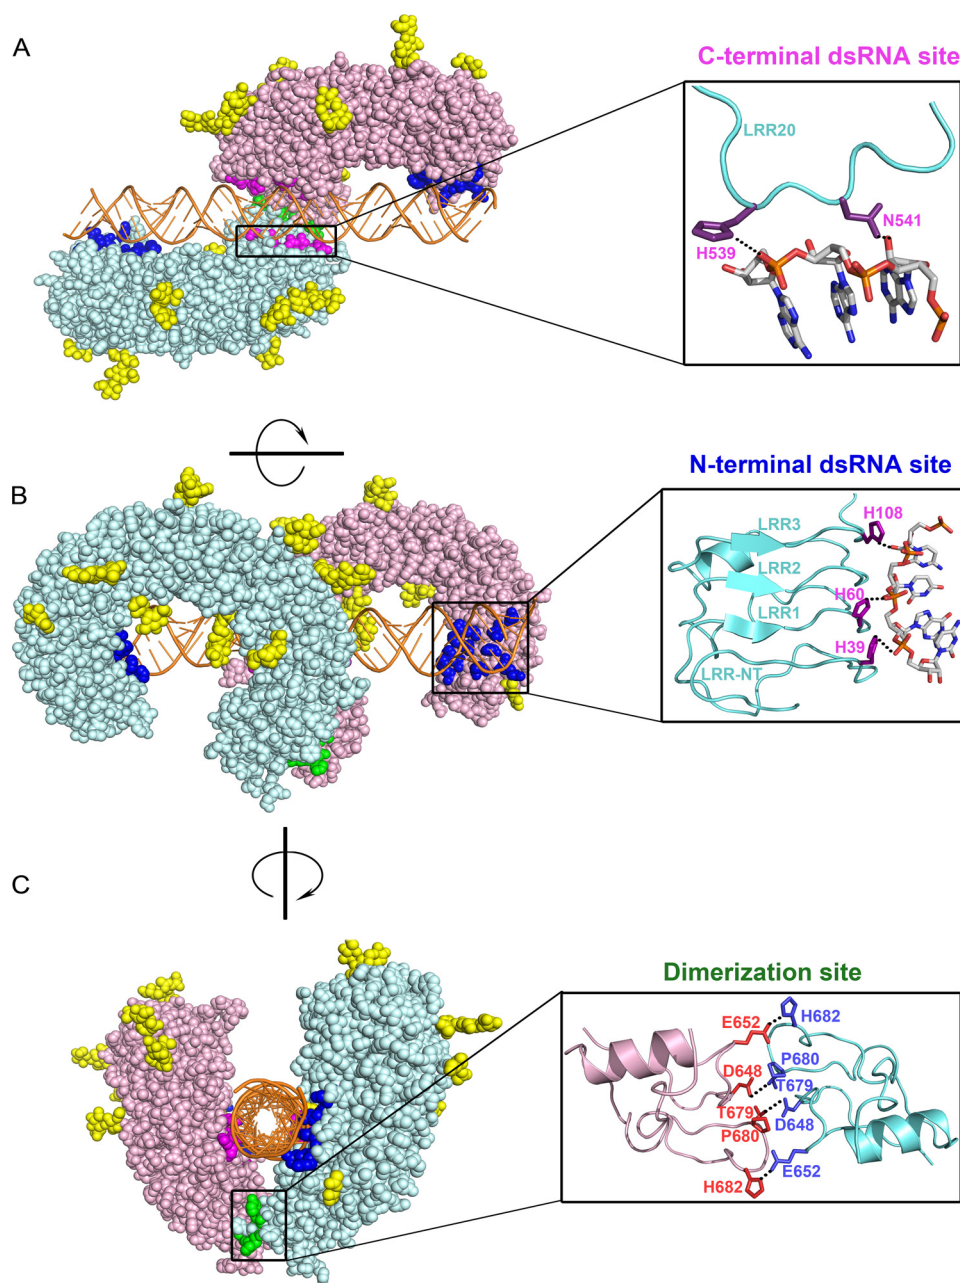 A
C-terminal dsRNA site
LRR20
N541
H539
B
N-terminal dsRNA site
LRR3
H108
LRR2
H60
LRR1
H39
LRR-NT
C
Dimerization site
E652
H682
P680
D648
T679
T679
D648
P680
E652
H682